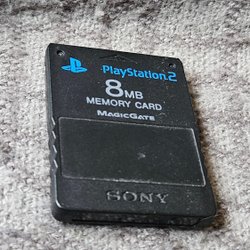 PlayStation 2
8MB
MEMORY CARD
MAGICGATE
SONY